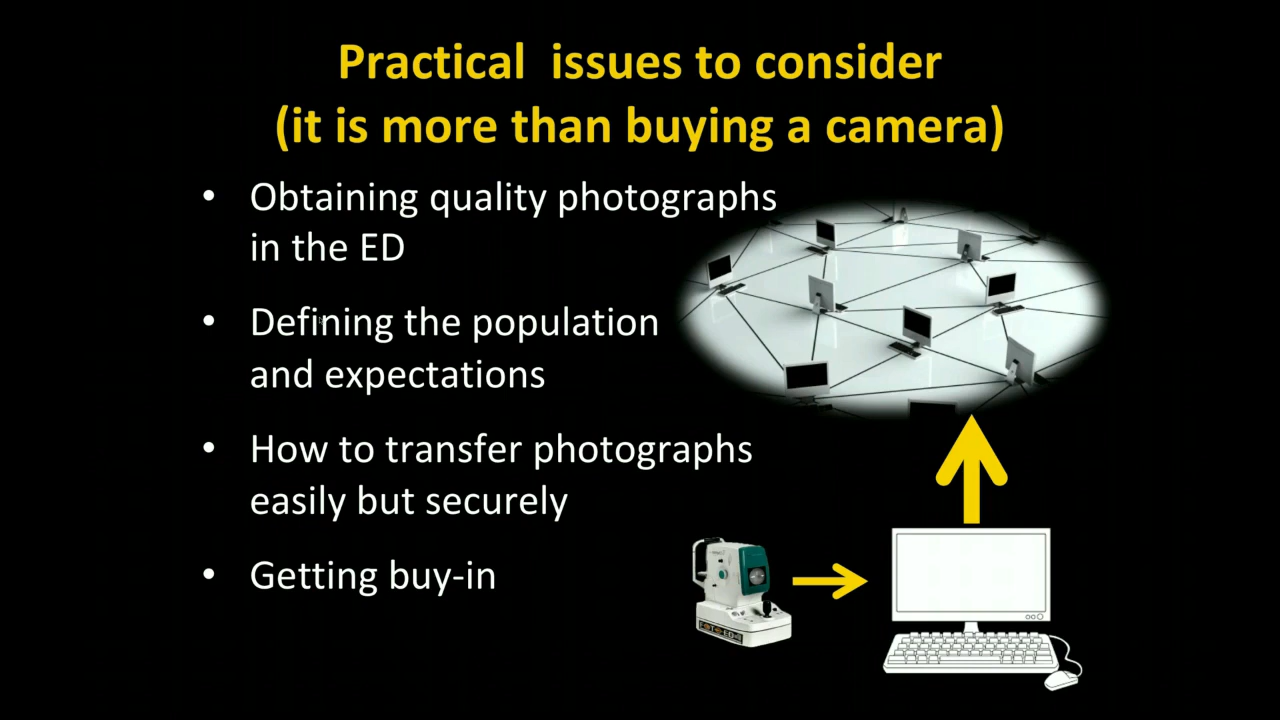 Practical issues to consider
(it is more than buying a camera)
• Obtaining quality photographs
in the ED
• Defining the population
and expectations
• How to transfer photographs
easily but securely
• Getting buy-in